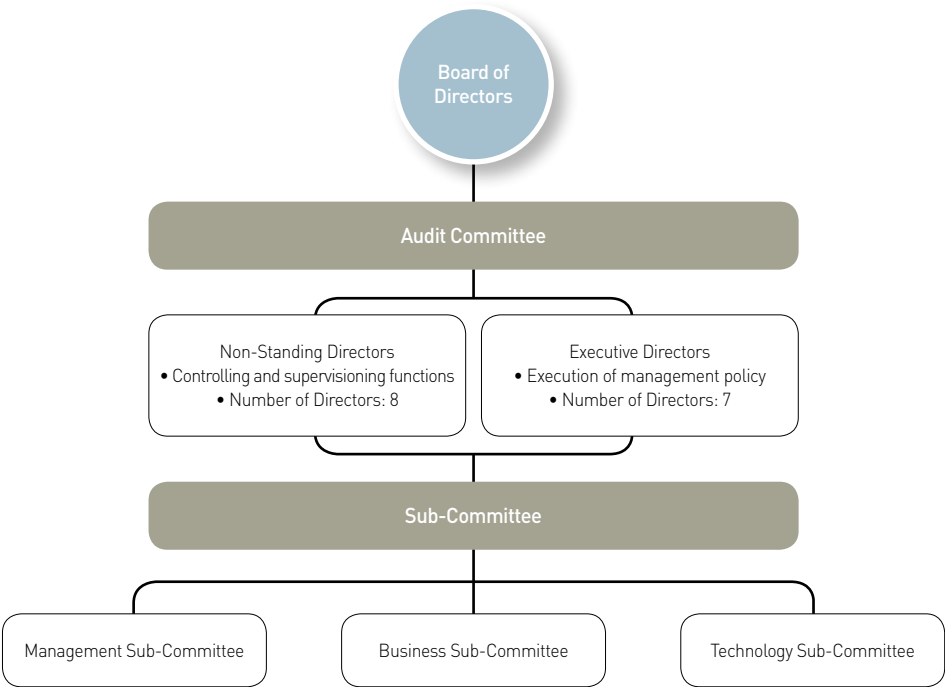 Board of
Directors
Audit Committee
Non-Standing Directors
• Controlling and supervisioning functions
• Number of Directors: 8
Executive Directors
• Execution of management policy
• Number of Directors: 7
Sub-Committee
Management Sub-Committee
Business Sub-Committee
Technology Sub-Committee